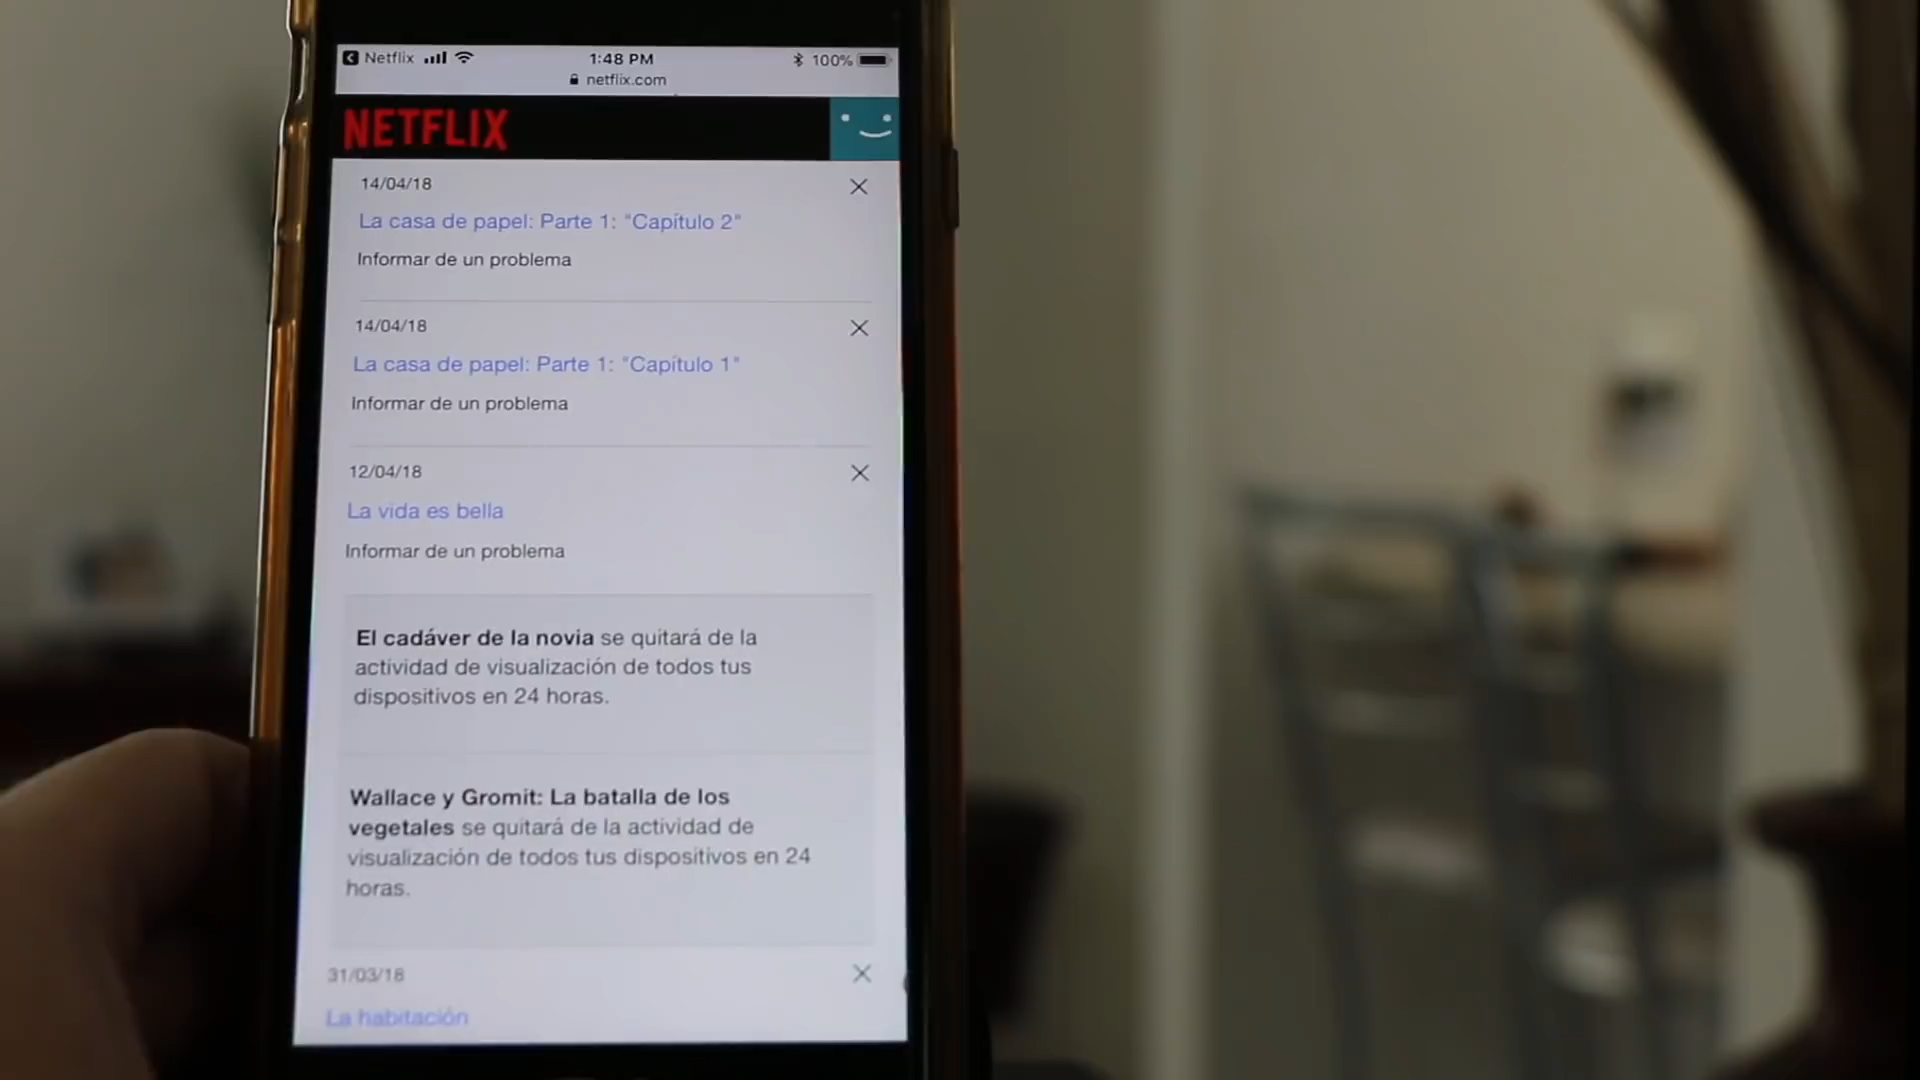 Netflix 1:48 PM 100%
netflix.com
NETFLIX
14/04/18
La casa de papel: Parte 1: "Capítulo 2"
Informar de un problema
14/04/18
La casa de papel: Parte 1: "Capítulo 1"
Informar de un problema
12/04/18
La vida es bella
Informar de un problema
El cadáver de la novia se quitará de la
actividad de visualización de todos tus
dispositivos en 24 horas.
Wallace y Gromit: La batalla de los
vegetales se quitará de la actividad de
visualización de todos tus dispositivos en 24
horas.
31/03/18
La habitación